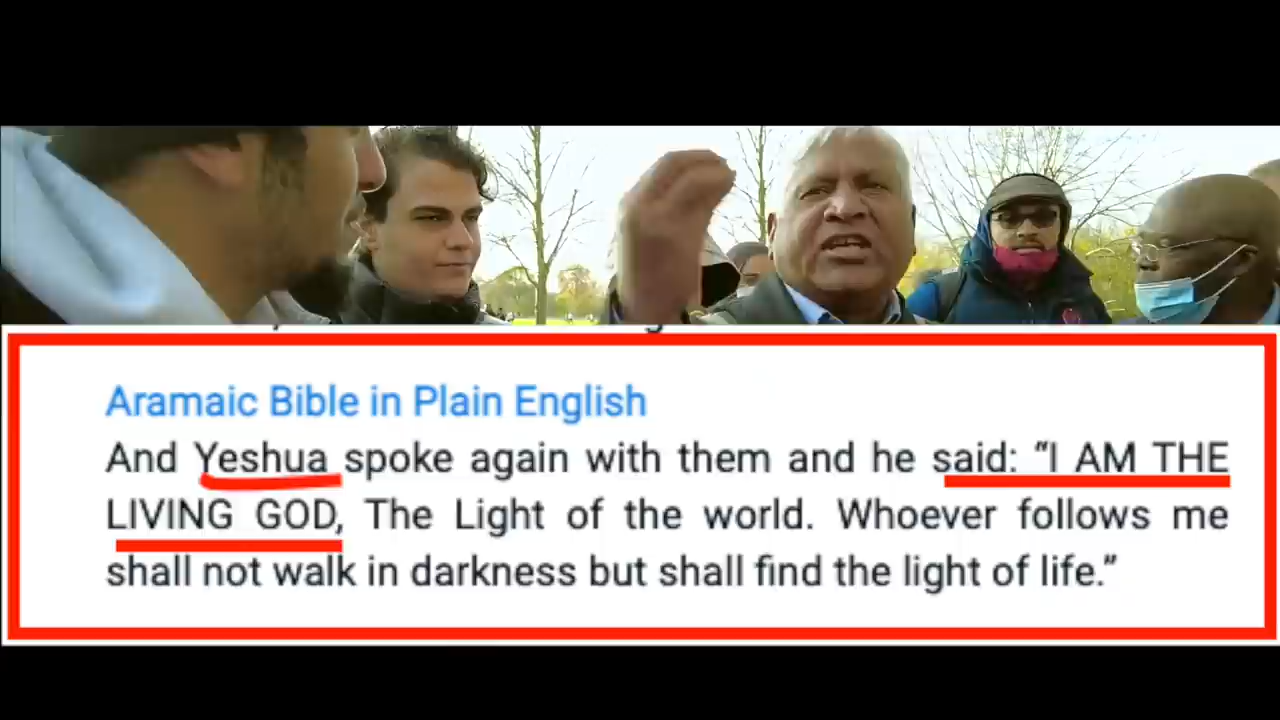 Aramaic Bible in Plain English
And Yeshua spoke again with them and he said: “I AM THE
LIVING GOD, The Light of the world. Whoever follows me
shall not walk in darkness but shall find the light of life.”